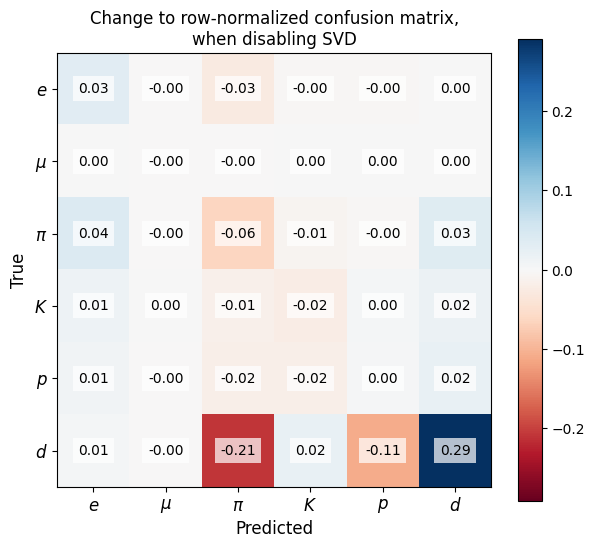 Change to row-normalized confusion matrix,
when disabling SVD
e 0.03 -0.00 -0.03 -0.00 -0.00 0.00
μ 0.00 -0.00 -0.00 0.00 0.00 0.00
π 0.04 -0.00 -0.06 -0.01 -0.00 0.03
K 0.01 0.00 -0.01 -0.02 0.00 0.02
p 0.01 -0.00 -0.02 -0.02 0.00 0.02
d 0.01 -0.00 -0.21 0.02 -0.11 0.29
e μ π K p d
Predicted
True
0.2
0.1
0.0
−0.1
−0.2